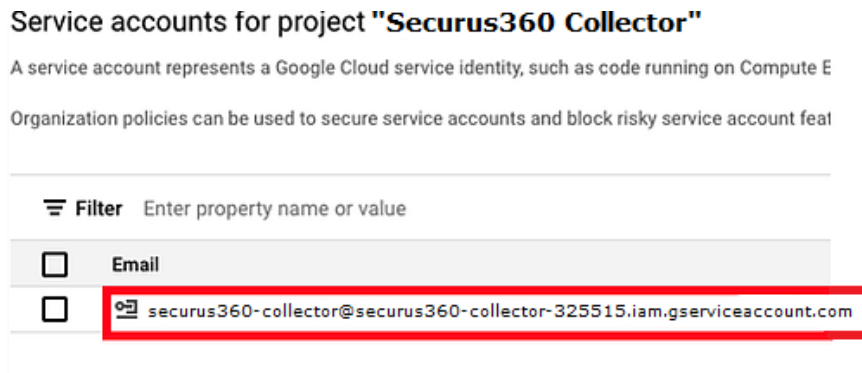 Service accounts for project "Securus360 Collector"
A service account represents a Google Cloud service identity, such as code running on Compute E
Organization policies can be used to secure service accounts and block risky service account feat
Filter Enter property name or value
Email
securus360-collector@securus360-collector-325515.iam.gserviceaccount.com